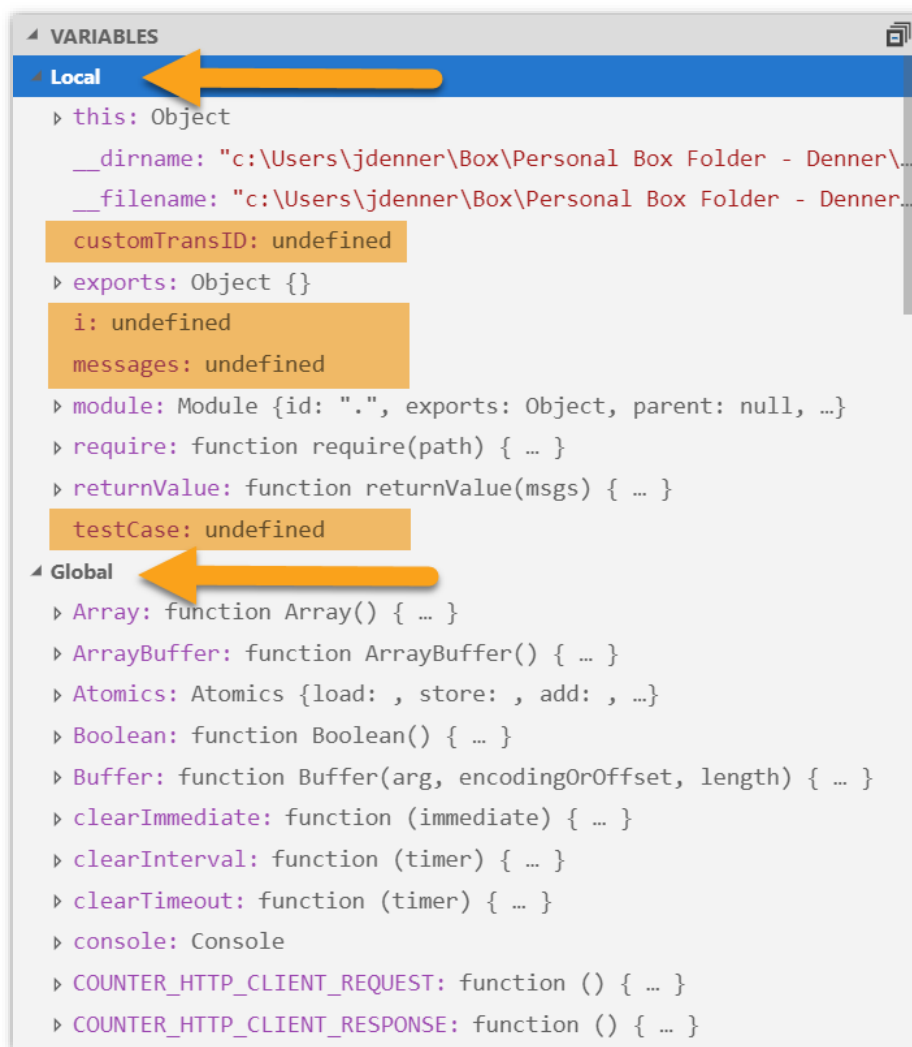 VARIABLES
Local
this: Object
__dirname: "c:\Users\jdenner\Box\Personal Box Folder - Denner\…
__filename: "c:\Users\jdenner\Box\Personal Box Folder - Denner…
customTransID: undefined
exports: Object {}
i: undefined
messages: undefined
module: Module {id: ".", exports: Object, parent: null, …}
require: function require(path) { … }
returnValue: function returnValue(msgs) { … }
testCase: undefined
Global
Array: function Array() { … }
ArrayBuffer: function ArrayBuffer() { … }
Atomics: Atomics {load: , store: , add: , …}
Boolean: function Boolean() { … }
Buffer: function Buffer(arg, encodingOrOffset, length) { … }
clearImmediate: function (immediate) { … }
clearInterval: function (timer) { … }
clearTimeout: function (timer) { … }
console: Console
COUNTER_HTTP_CLIENT_REQUEST: function () { … }
COUNTER_HTTP_CLIENT_RESPONSE: function () { … }